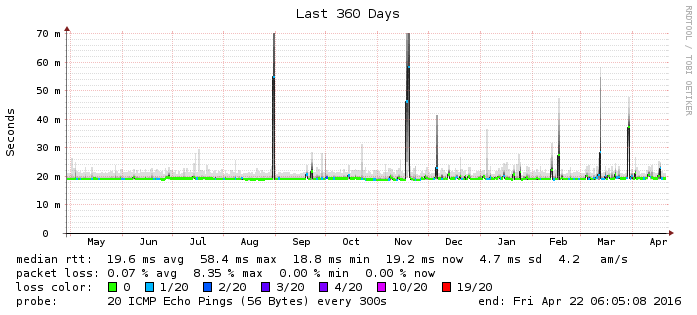 Last 360 Days
RRDTOOL / TOBI OETIKER
Seconds
70 m
60 m
50 m
40 m
30 m
20 m
10 m
0
May Jun Jul Aug Sep Oct Nov Dec Jan Feb Mar Apr
median rtt: 19.6 ms avg 58.4 ms max 18.8 ms min 19.2 ms now 4.7 ms sd 4.2 am/s
packet loss: 0.07 % avg 8.35 % max 0.00 % min 0.00 % now
loss color: 0 1/20 2/20 3/20 4/20 10/20 19/20
probe: 20 ICMP Echo Pings (56 Bytes) every 300s end: Fri Apr 22 06:05:08 2016